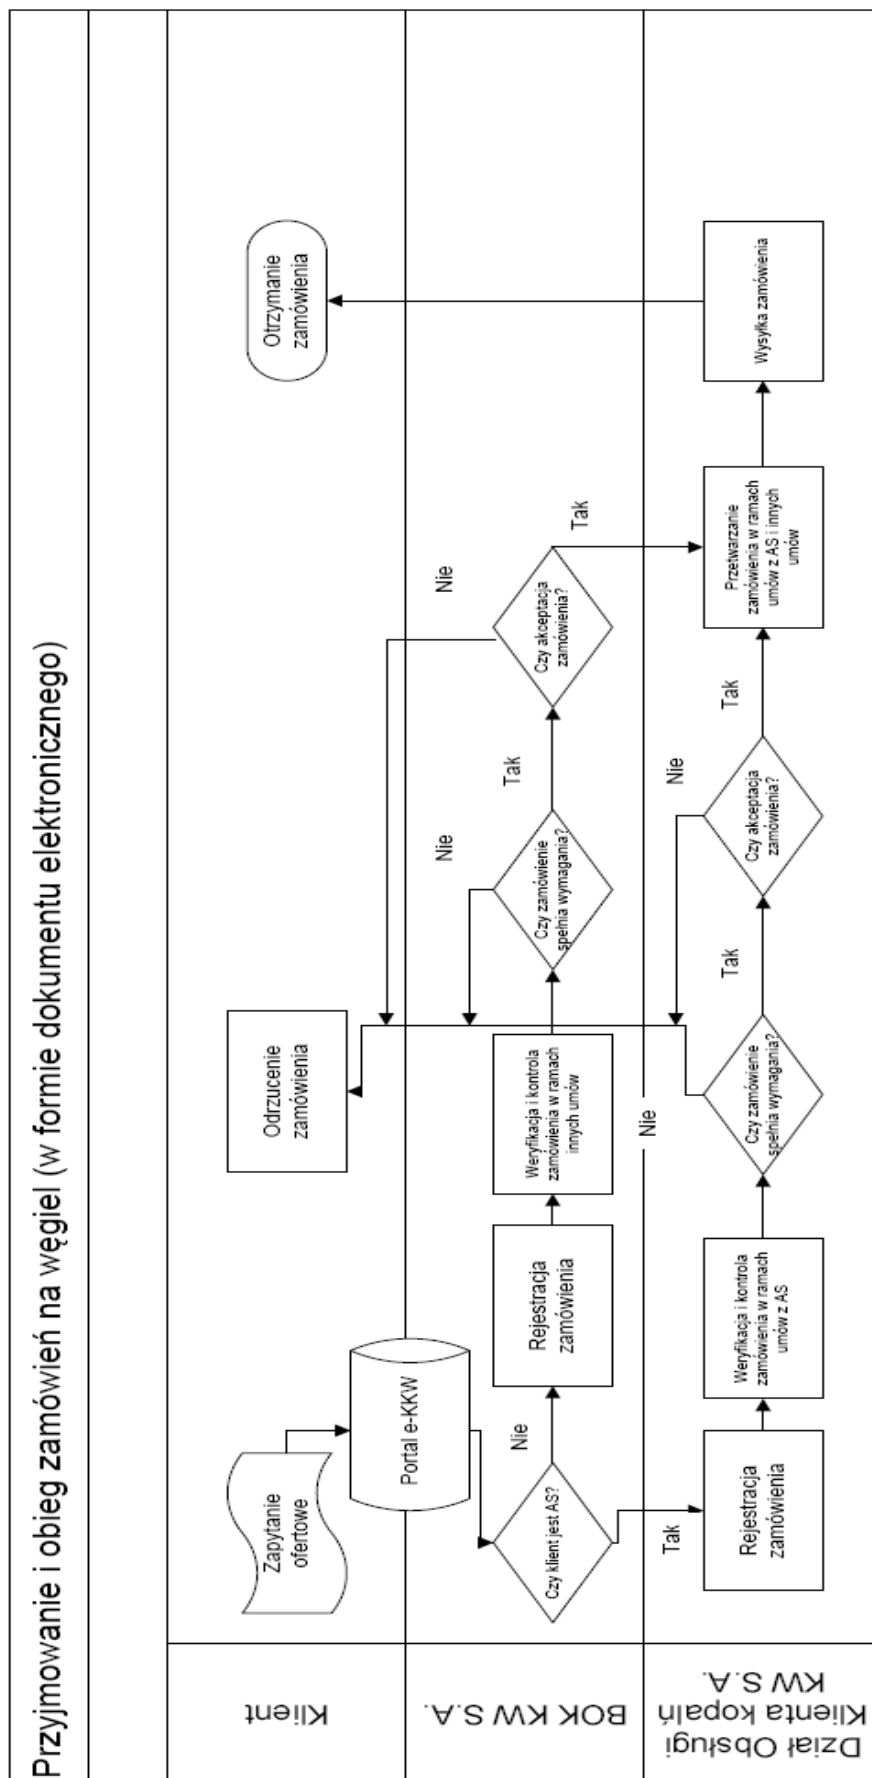 Przyjmowanie i obieg zamówień na węgiel (w formie dokumentu elektronicznego)
Klient
Zapytanie
ofertowe
Odrzucenie
zamówienia
Otrzymanie
zamówienia
Portal e-KKW
BOK KW S.A.
Czy klient jest AS?
Nie
Rejestracja
zamówienia
Weryfikacja i kontrola
zamówienia w ramach
innych umów
Czy zamówienie
spełnia wymagania?
Nie
Tak
Czy akceptacja
zamówienia?
Nie
Tak
Dział Obsługi
Klienta kopalń
KW S.A.
Tak
Rejestracja
zamówienia
Weryfikacja i kontrola
zamówienia w ramach
umów z AS
Nie
Czy zamówienie
spełnia wymagania?
Tak
Nie
Czy akceptacja
zamówienia?
Tak
Przetwarzanie
zamówienia w ramach
umów z AS i innych
umów
Wysyłka zamówienia